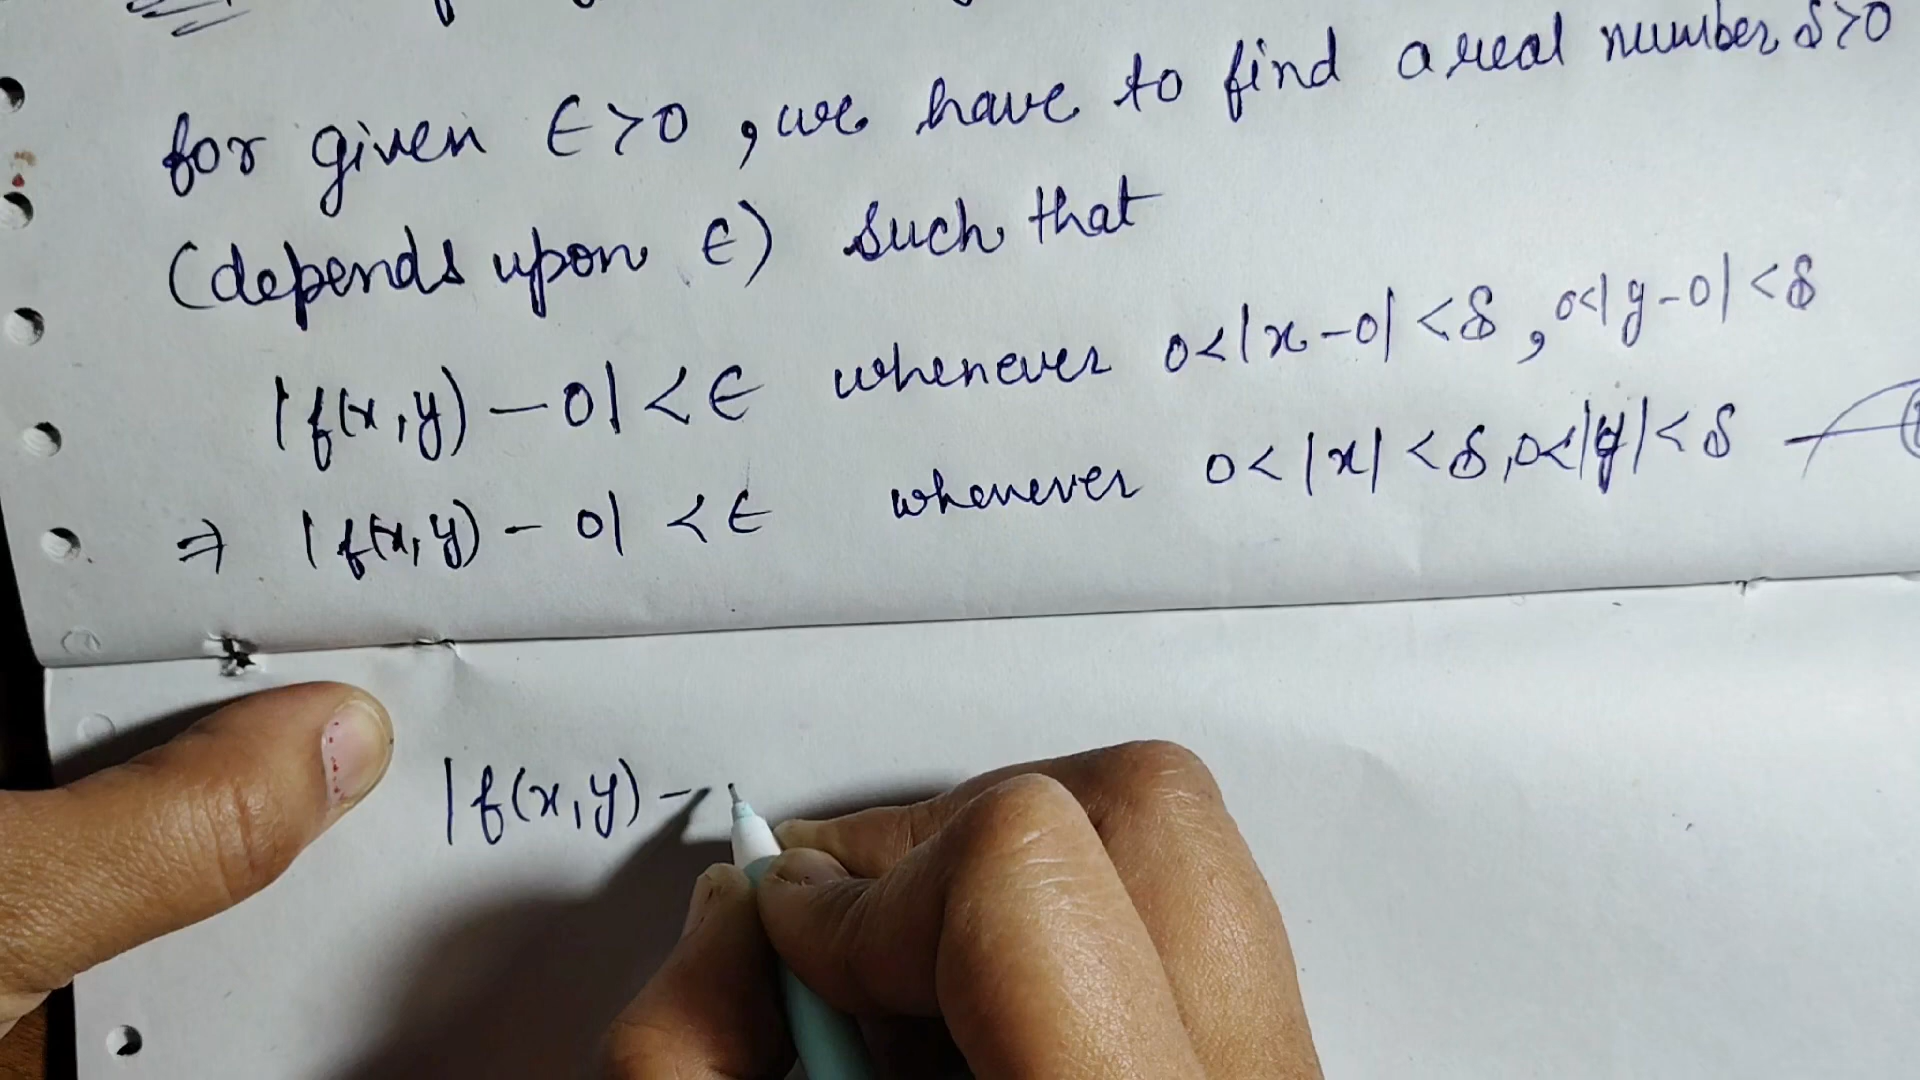 for given ϵ>0, we have to find a real number δ>0
(depends upon ϵ) such that
|f(x,y) - 0| < ϵ whenever 0<|x-0| < δ, 0<|y-0| < δ
⇒ |f(x,y) - 0| < ϵ whenever 0 < |x| < δ, 0<|y| < δ
|f(x,y) -